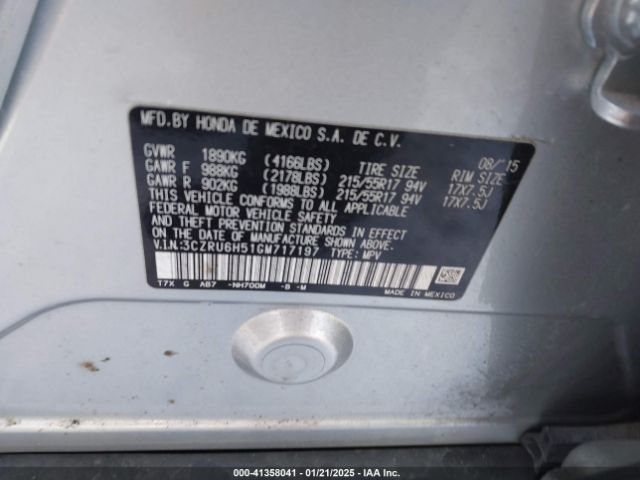 MFD.BY HONDA DE MEXICO S.A. DE C.V.
GVWR 1890KG (4166LBS) TIRE SIZE 08/'15
GAWR F 988KG (2178LBS) 215/55R17 94V RIM SIZE 17X7.5J
GAWR R 902KG (1988LBS) 215/55R17 94V 17X7.5J
THIS VEHICLE CONFORMS TO ALL APPLICABLE
FEDERAL MOTOR VEHICLE SAFETY
AND THEFT PREVENTION STANDARDS IN EFFECT
ON THE DATE OF MANUFACTURE SHOWN ABOVE.
V.I.N:3CZRU6H51GM717197 TYPE: MPV
T7X G AB7 -NH700M -B -M MADE IN MEXICO
000-41358041 | 01/21/2025 | IAA Inc.